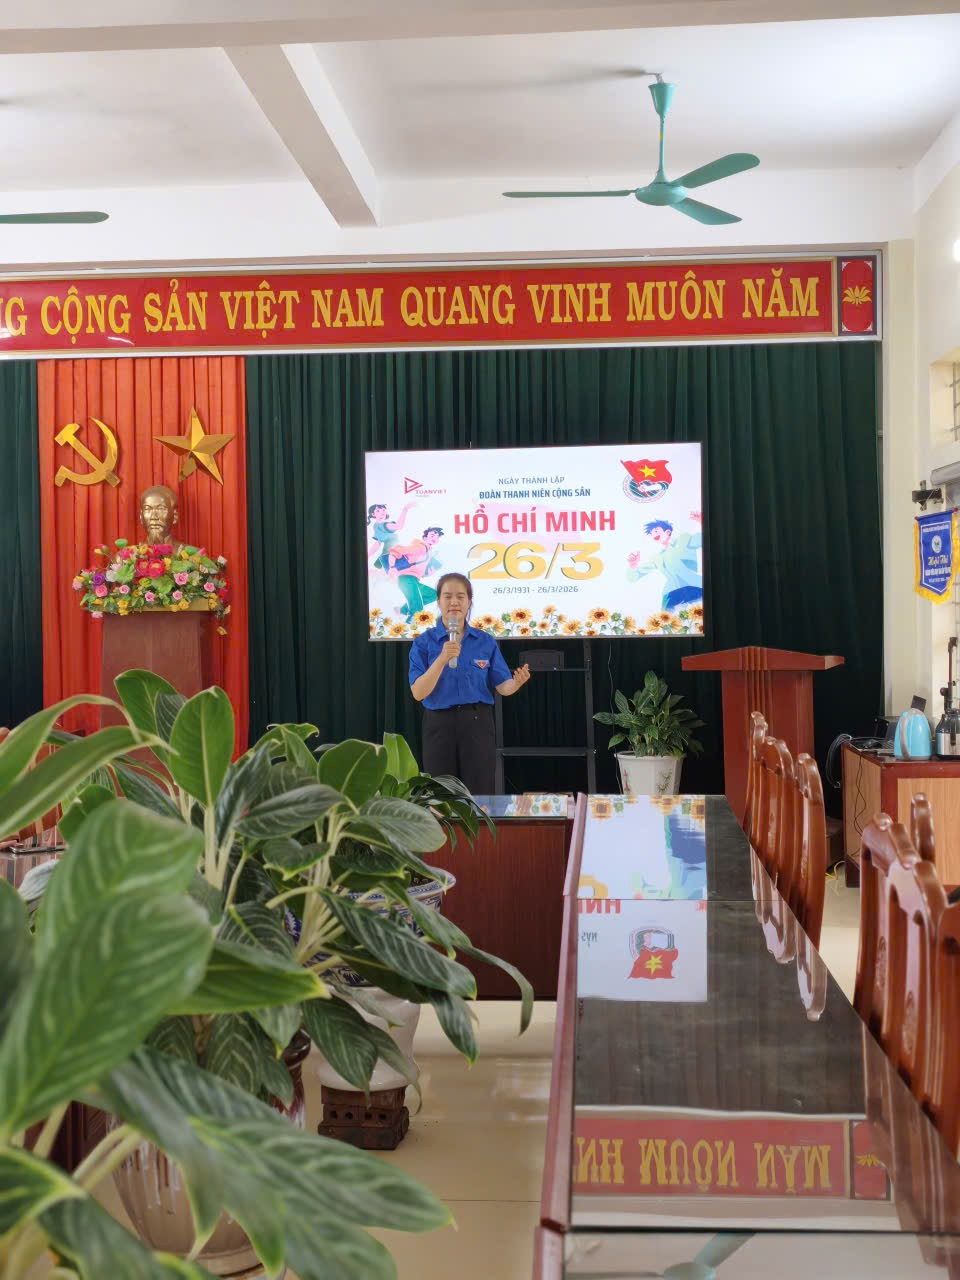 NG CỘNG SẢN VIỆT NAM QUANG VINH MUÔN NĂM
TUANVIET
NGÀY THÀNH LẬP
ĐOÀN THANH NIÊN CỘNG SẢN
HỒ CHÍ MINH
26/3
26/3/1931 - 26/3/2026